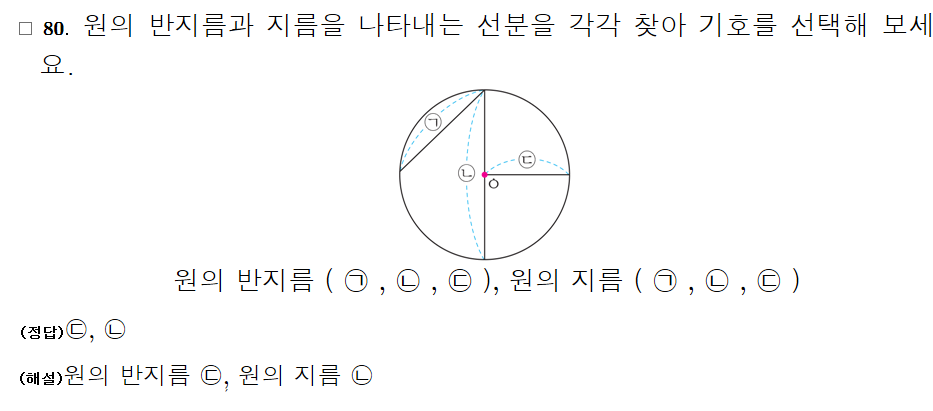 □ 80. 원의 반지름과 지름을 나타내는 선분을 각각 찾아 기호를 선택해 보세
요.
㉠
㉡
㉢
ㅇ
원의 반지름 ( ㉠ , ㉡ , ㉢ ), 원의 지름 ( ㉠ , ㉡ , ㉢ )
(정답)㉢, ㉡
(해설)원의 반지름 ㉢, 원의 지름 ㉡